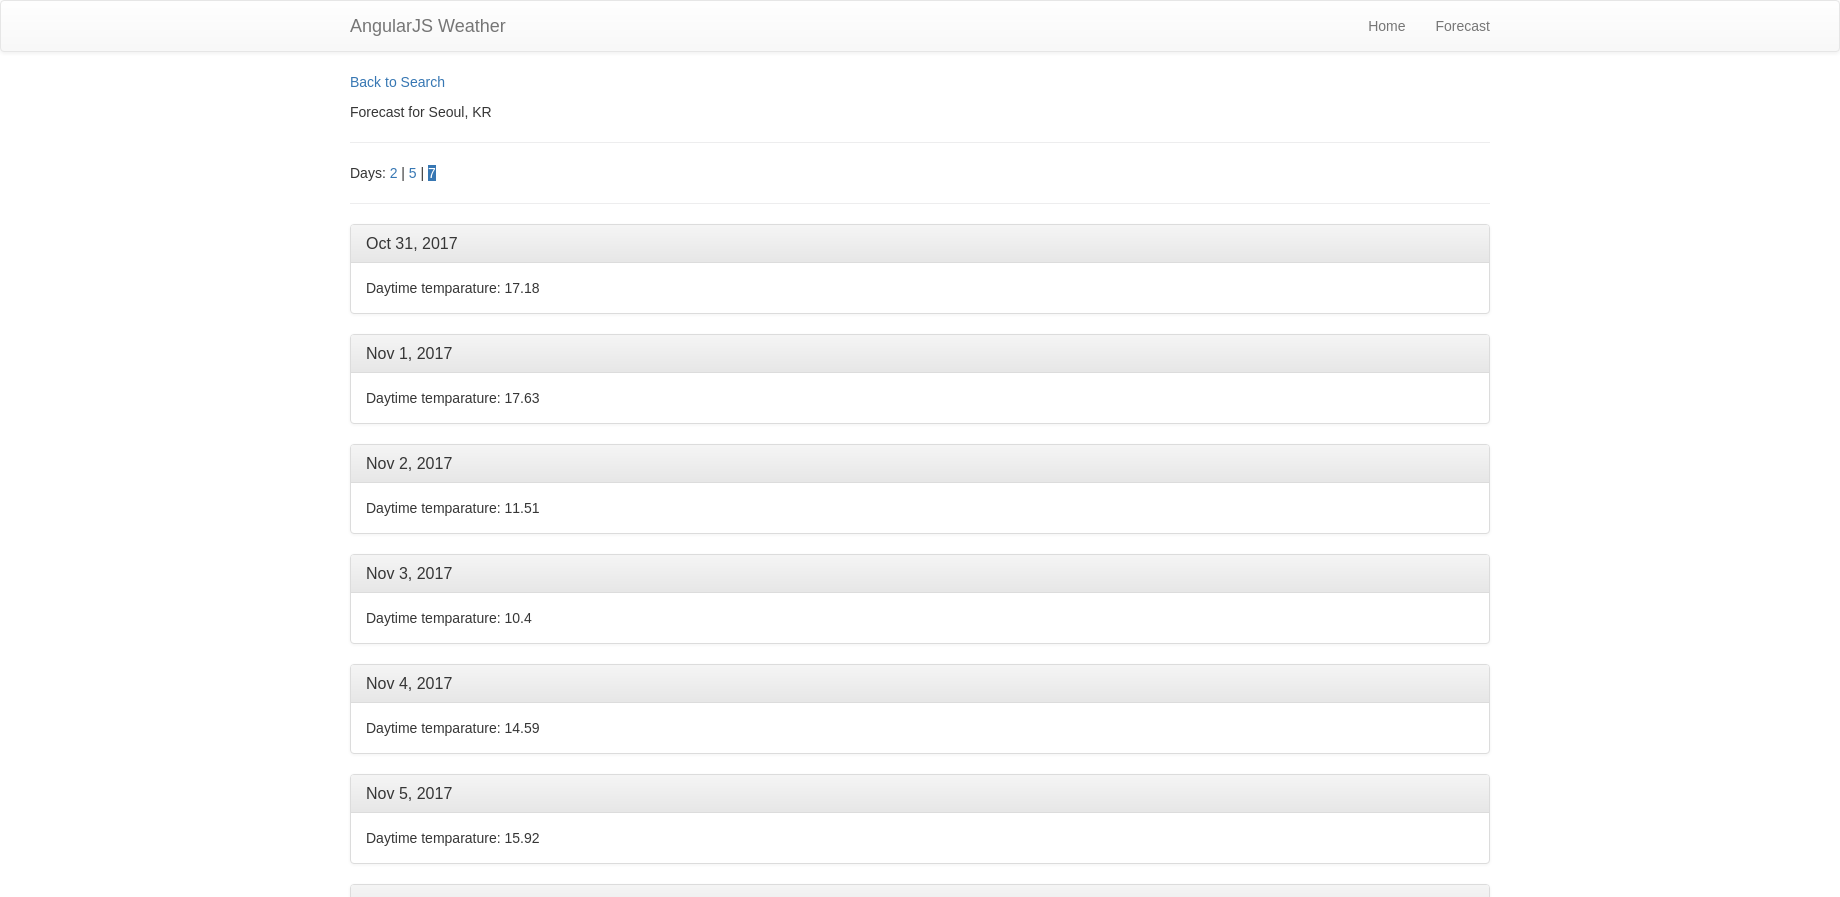 AngularJS Weather Home Forecast
Back to Search
Forecast for Seoul, KR
Days: 2 | 5 | 7
Oct 31, 2017
Daytime temparature: 17.18
Nov 1, 2017
Daytime temparature: 17.63
Nov 2, 2017
Daytime temparature: 11.51
Nov 3, 2017
Daytime temparature: 10.4
Nov 4, 2017
Daytime temparature: 14.59
Nov 5, 2017
Daytime temparature: 15.92